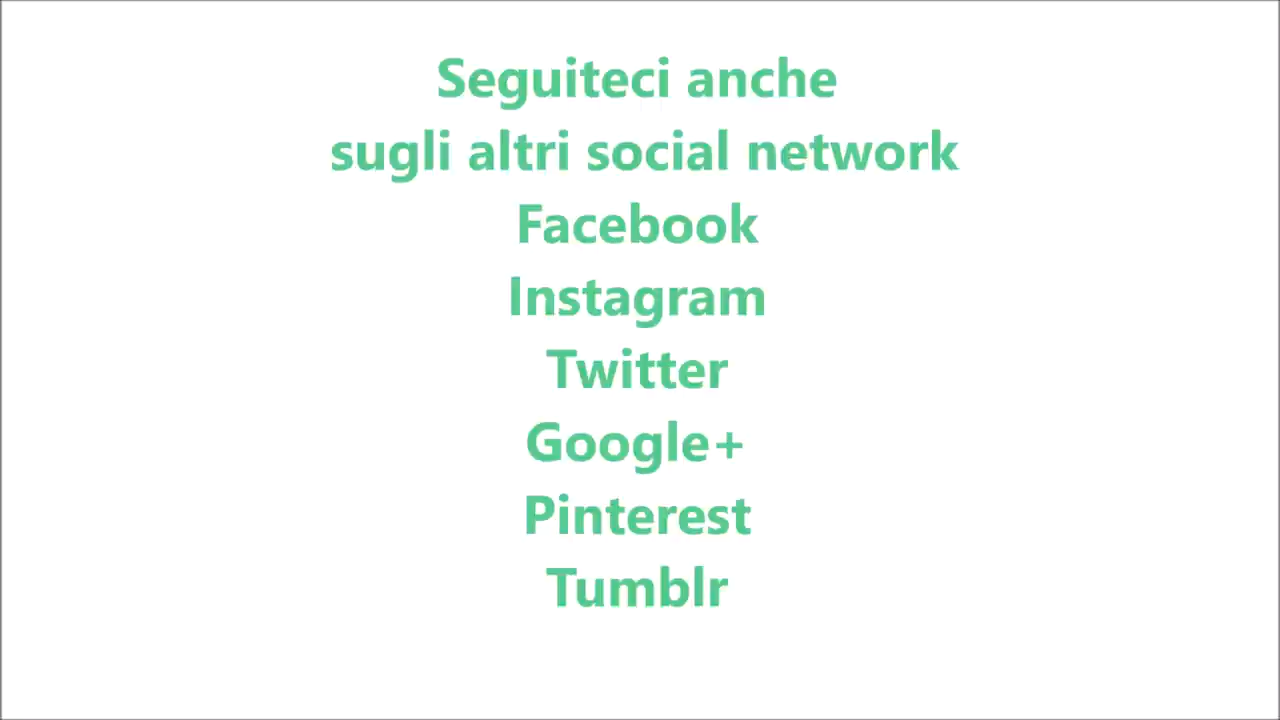 Seguiteci anche
sugli altri social network
Facebook
Instagram
Twitter
Google+
Pinterest
Tumblr